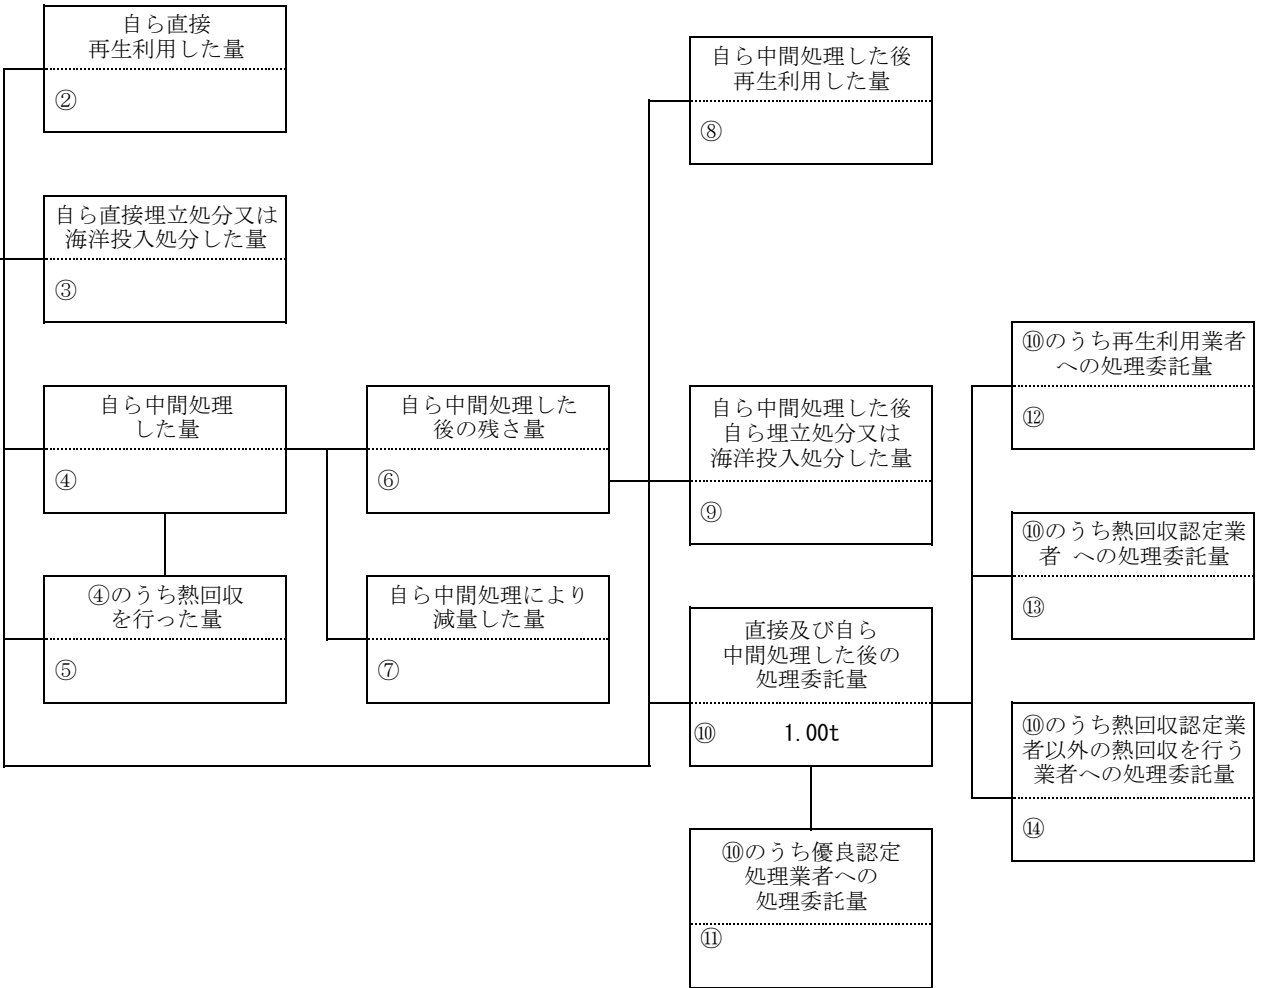 自ら直接
再生利用した量
②
自ら直接埋立処分又は
海洋投入処分した量
③
自ら中間処理
した量
④
④のうち熱回収
を行った量
⑤
自ら中間処理した
後の残さ量
⑥
自ら中間処理により
減量した量
⑦
自ら中間処理した後
再生利用した量
⑧
自ら中間処理した後
自ら埋立処分又は
海洋投入処分した量
⑨
直接及び自ら
中間処理した後の
処理委託量
⑩ 1.00t
⑩のうち優良認定
処理業者への
処理委託量
⑪
⑩のうち再生利用業者
への処理委託量
⑫
⑩のうち熱回収認定業
者 への処理委託量
⑬
⑩のうち熱回収認定業
者以外の熱回収を行う
業者への処理委託量
⑭